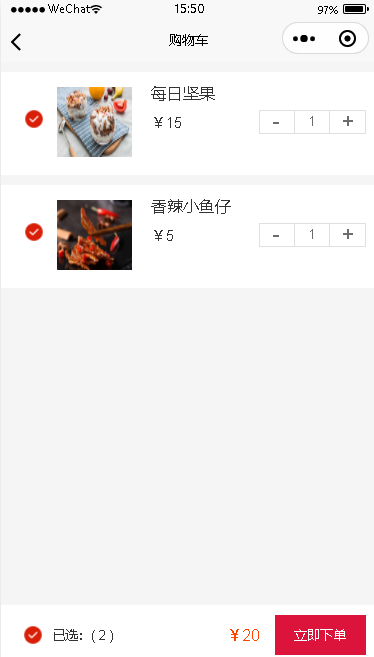 WeChat 15:50 97%
购物车
每日坚果
￥15 - 1 +
香辣小鱼仔
￥5 - 1 +
已选：( 2 ) ￥20 立即下单